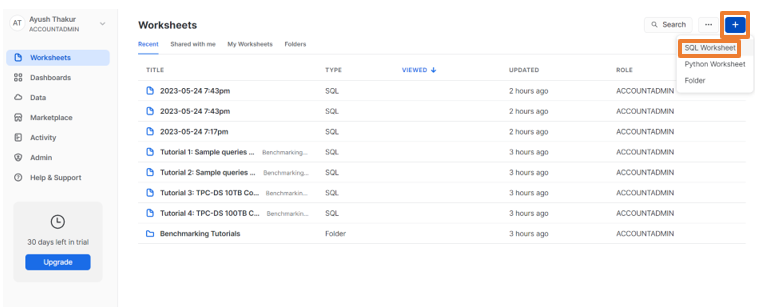 AT Ayush Thakur
ACCOUNTADMIN
Worksheets
Dashboards
Data
Marketplace
Activity
Admin
Help & Support
30 days left in trial
Upgrade
Worksheets
Search
+
SQL Worksheet
Python Worksheet
Folder
Recent Shared with me My Worksheets Folders
TITLE TYPE VIEWED ↓ UPDATED ROLE
2023-05-24 7:43pm SQL 2 hours ago ACCOUNTADMIN
2023-05-24 7:43pm SQL 2 hours ago ACCOUNTADMIN
2023-05-24 7:17pm SQL 2 hours ago ACCOUNTADMIN
Tutorial 1: Sample queries ... Benchmarking... SQL 3 hours ago ACCOUNTADMIN
Tutorial 2: Sample queries ... Benchmarking... SQL 3 hours ago ACCOUNTADMIN
Tutorial 3: TPC-DS 10TB Co... Benchmarkin... SQL 3 hours ago ACCOUNTADMIN
Tutorial 4: TPC-DS 100TB C... Benchmarkin... SQL 3 hours ago ACCOUNTADMIN
Benchmarking Tutorials Folder 3 hours ago ACCOUNTADMIN